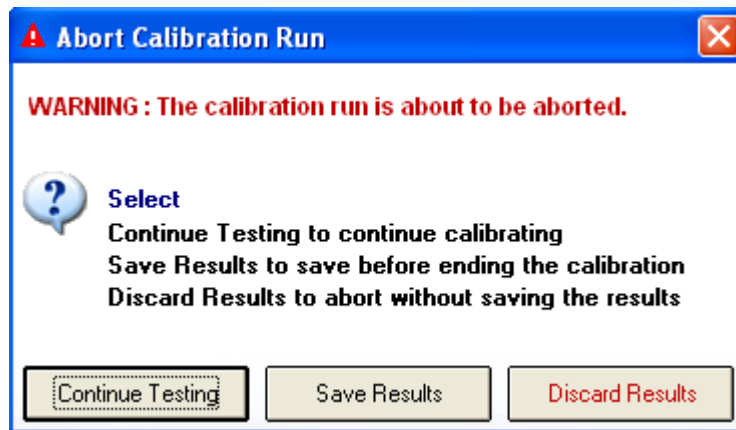 Abort Calibration Run
WARNING : The calibration run is about to be aborted.
Select
Continue Testing to continue calibrating
Save Results to save before ending the calibration
Discard Results to abort without saving the results
Continue Testing Save Results Discard Results